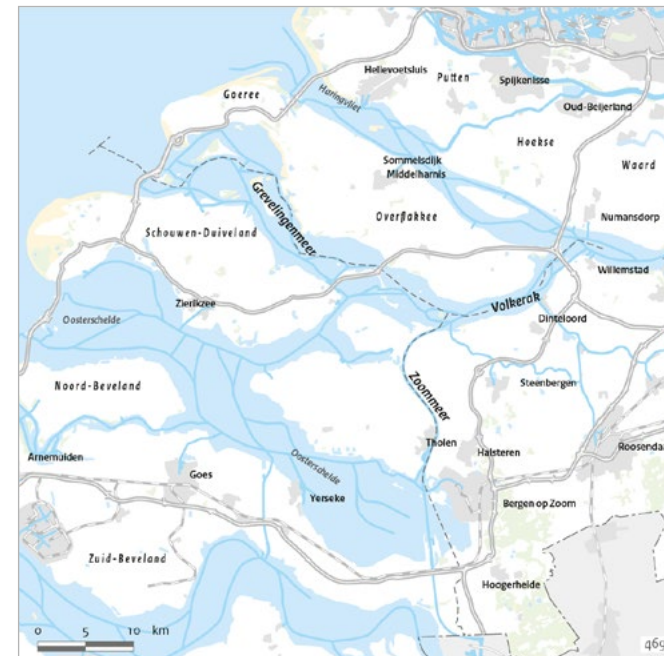 Hellevoetsluis
Putten
Spijkenisse
Goeree
Haringvliet
Oud-Beijerland
Hoekse
Sommelsdijk
Middelharnis
Waard
Grevelingenmeer
Overflakkee
Numansdorp
Schouwen-Duiveland
Willemstad
Zierikzee
Volkerak
Oosterschelde
Dinteloord
Zoommeer
Noord-Beveland
Steenbergen
Tholen
Halsteren
Roosendaa
Arnemuiden
Goes
Oosterschelde
Yerseke
Bergen op Zoom
Zuid-Beveland
Hoogerheide
0 5 10 km
469